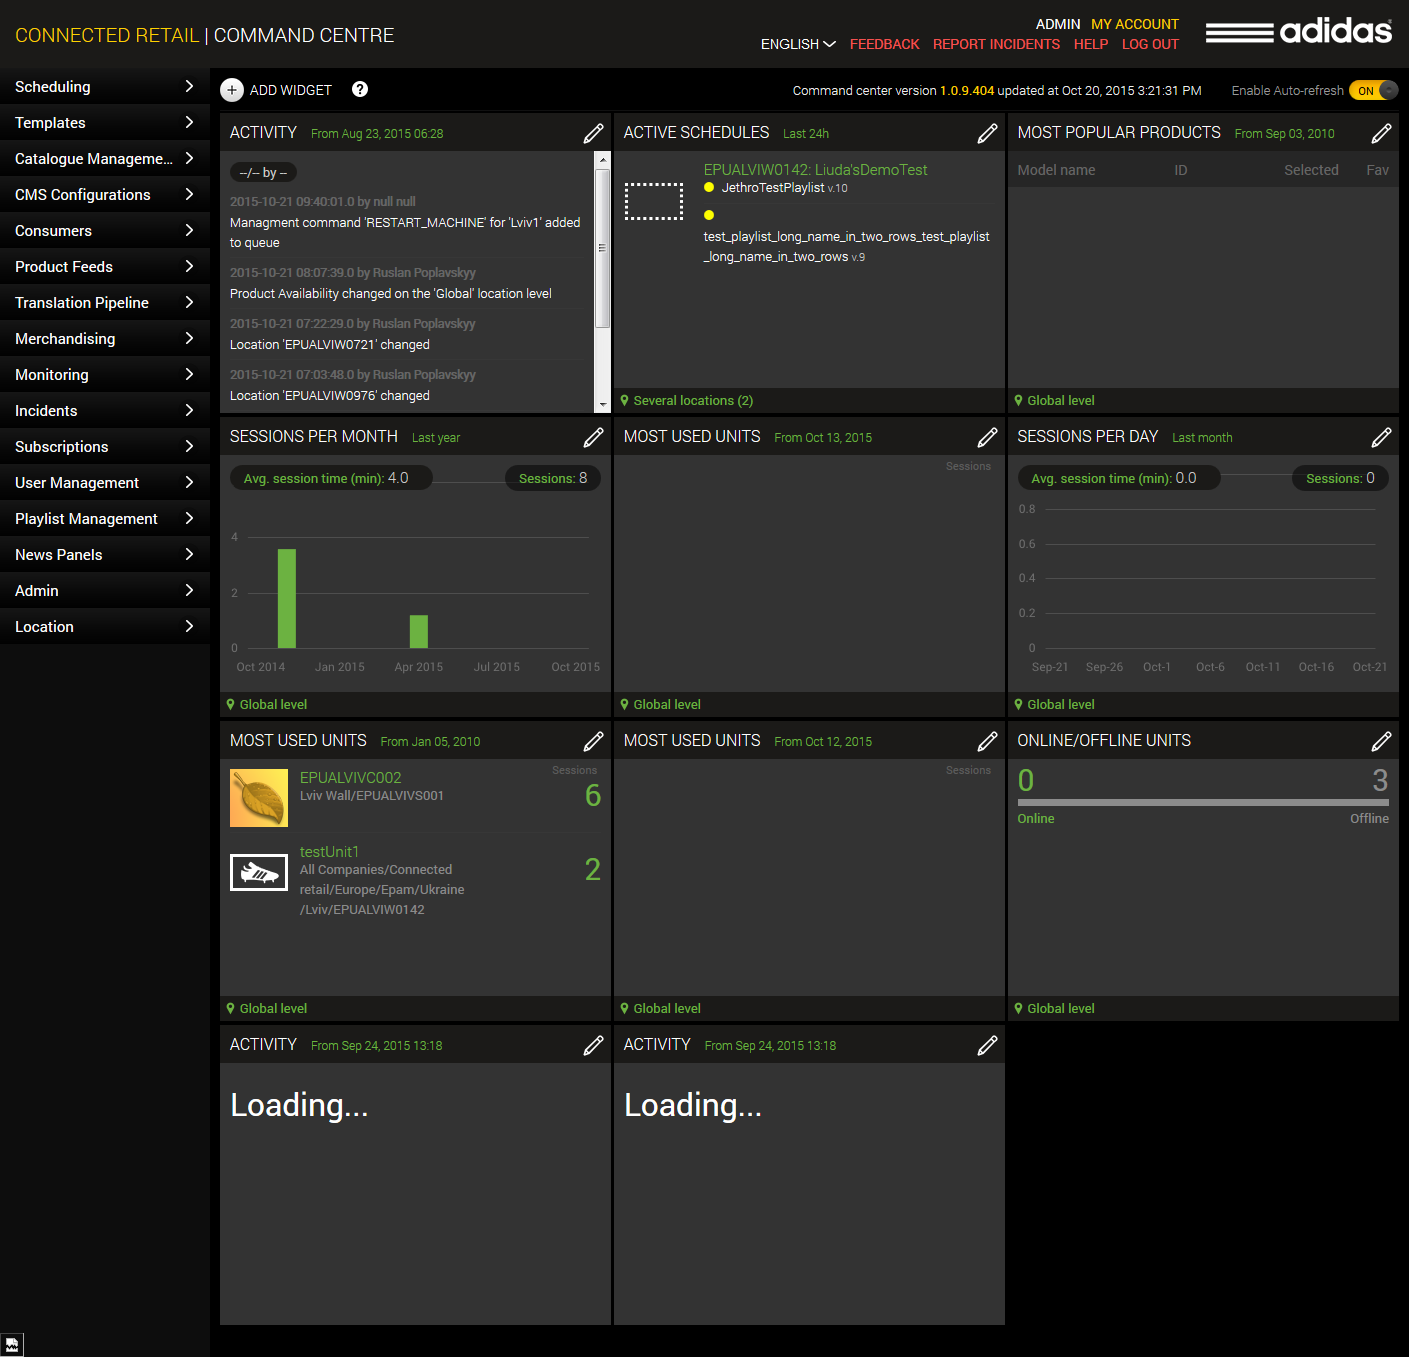 CONNECTED RETAIL | COMMAND CENTRE
ADMIN MY ACCOUNT
ENGLISH FEEDBACK REPORT INCIDENTS HELP LOG OUT
adidas
Scheduling
Templates
Catalogue Manageme...
CMS Configurations
Consumers
Product Feeds
Translation Pipeline
Merchandising
Monitoring
Incidents
Subscriptions
User Management
Playlist Management
News Panels
Admin
Location
+ ADD WIDGET ?
Command center version 1.0.9.404 updated at Oct 20, 2015 3:21:31 PM
Enable Auto-refresh ON
ACTIVITY From Aug 23, 2015 06:28
--/-- by --
2015-10-21 09:40:01.0 by null null
Managment command 'RESTART_MACHINE' for 'Lviv1' added
to queue
2015-10-21 08:07:39.0 by Ruslan Poplavskyy
Product Availability changed on the 'Global' location level
2015-10-21 07:22:29.0 by Ruslan Poplavskyy
Location 'EPUALVIW0721' changed
2015-10-21 07:03:48.0 by Ruslan Poplavskyy
Location 'EPUALVIW0976' changed
ACTIVE SCHEDULES Last 24h
EPUALVIW0142: Liuda'sDemoTest
JethroTestPlaylist v.10
test_playlist_long_name_in_two_rows_test_playlist
_long_name_in_two_rows v.9
Several locations (2)
MOST POPULAR PRODUCTS From Sep 03, 2010
Model name ID Selected Fav
Global level
SESSIONS PER MONTH Last year
Avg. session time (min): 4.0 Sessions: 8
4
2
0
Oct 2014 Jan 2015 Apr 2015 Jul 2015 Oct 2015
Global level
MOST USED UNITS From Oct 13, 2015
Sessions
Global level
SESSIONS PER DAY Last month
Avg. session time (min): 0.0 Sessions: 0
0.8
0.6
0.4
0.2
0
Sep-21 Sep-26 Oct-1 Oct-6 Oct-11 Oct-16 Oct-21
Global level
MOST USED UNITS From Jan 05, 2010
Sessions
EPUALVIVC002
Lviv Wall/EPUALVIVS001
6
testUnit1
All Companies/Connected
retail/Europe/Epam/Ukraine
/Lviv/EPUALVIW0142
2
Global level
MOST USED UNITS From Oct 12, 2015
Sessions
Global level
ONLINE/OFFLINE UNITS
0 3
Online Offline
Global level
ACTIVITY From Sep 24, 2015 13:18
Loading...
ACTIVITY From Sep 24, 2015 13:18
Loading...